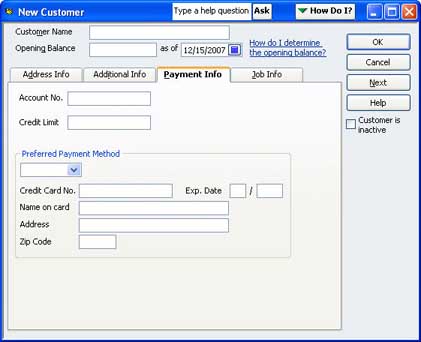 New Customer Type a help question Ask How Do I?
Customer Name
Opening Balance as of 12/15/2007 How do I determine
the opening balance?
OK
Cancel
Next
Help
Customer is
inactive
Address Info Additional Info Payment Info Job Info
Account No.
Credit Limit
Preferred Payment Method
Credit Card No. Exp. Date /
Name on card
Address
Zip Code